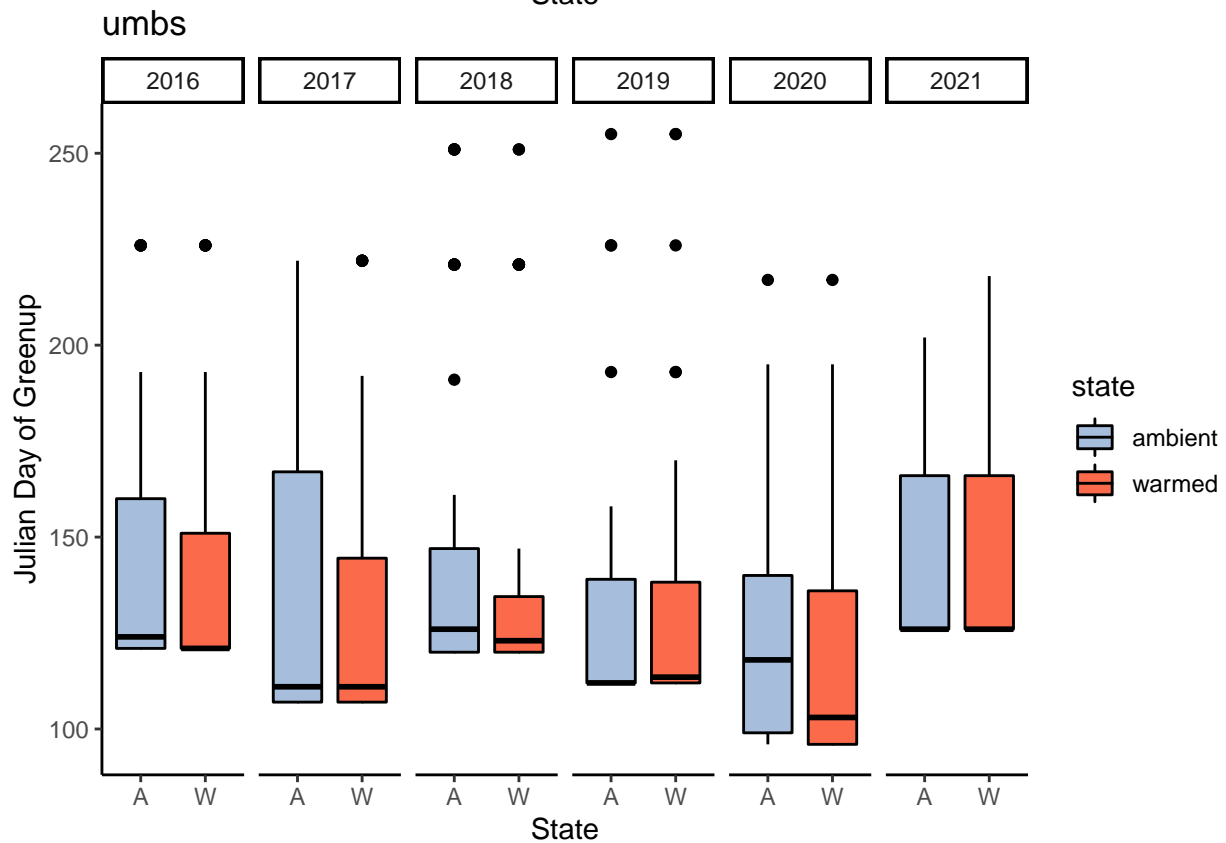 State
umbs
2016 2017 2018 2019 2020 2021
250
200
150
100
Julian Day of Greenup
A W A W A W A W A W A W
State
state
ambient
warmed